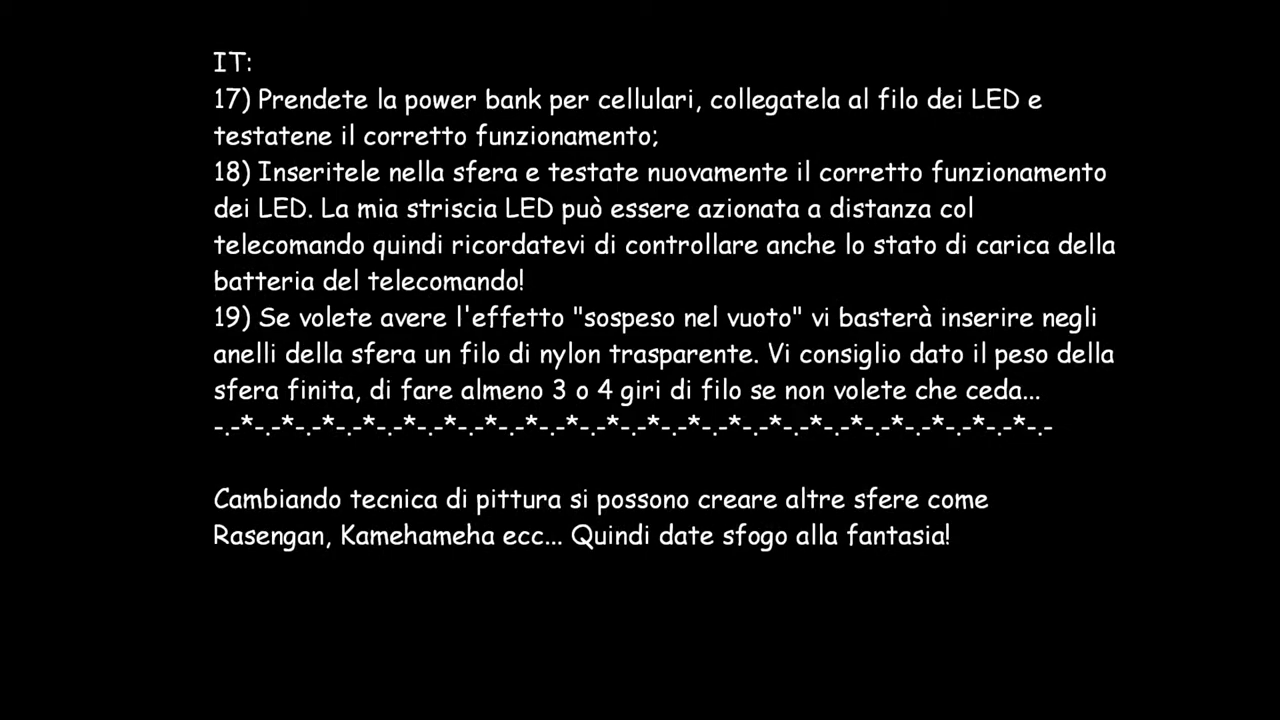 IT:
17) Prendete la power bank per cellulari, collegatela al filo dei LED e
testatene il corretto funzionamento;
18) Inseritele nella sfera e testate nuovamente il corretto funzionamento
dei LED. La mia striscia LED può essere azionata a distanza col
telecomando quindi ricordatevi di controllare anche lo stato di carica della
batteria del telecomando!
19) Se volete avere l'effetto "sospeso nel vuoto" vi basterà inserire negli
anelli della sfera un filo di nylon trasparente. Vi consiglio dato il peso della
sfera finita, di fare almeno 3 o 4 giri di filo se non volete che ceda...
-.-*-.-*-.-*-.-*-.-*-.-*-.-*-.-*-.-*-.-*-.-*-.-*-.-*-.-*-.-*-.-*-.-*-.-*-.-*-.-*-.-
Cambiando tecnica di pittura si possono creare altre sfere come
Rasengan, Kamehameha ecc... Quindi date sfogo alla fantasia!